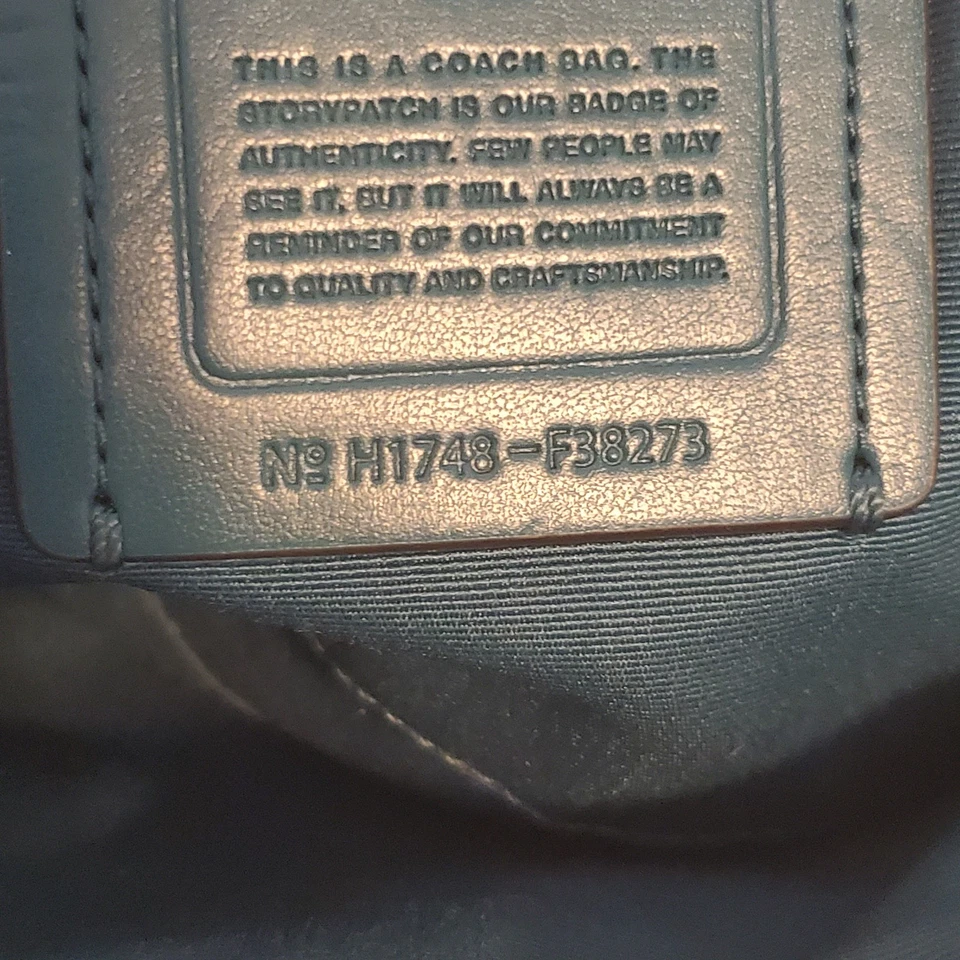 THIS IS A COACH BAG. THE
STORYPATCH IS OUR BADGE OF
AUTHENTICITY. FEW PEOPLE MAY
SEE IT, BUT IT WILL ALWAYS BE A
REMINDER OF OUR COMMITMENT
TO QUALITY AND CRAFTSMANSHIP.
Nº H1748-F38273